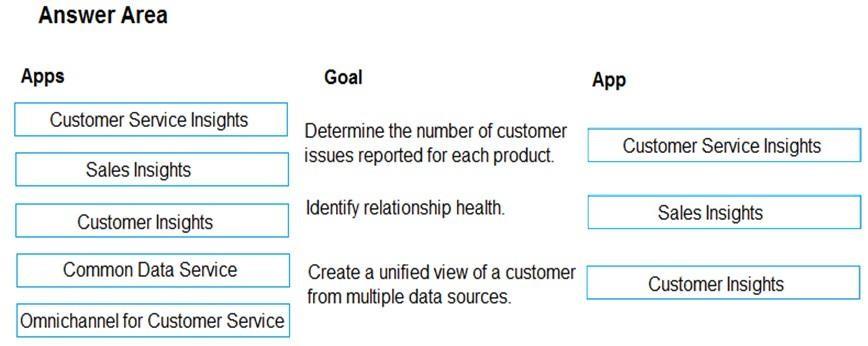 Answer Area
Apps
Goal
App
Customer Service Insights
Sales Insights
Customer Insights
Common Data Service
Omnichannel for Customer Service
Determine the number of customer
issues reported for each product.
Identify relationship health.
Create a unified view of a customer
from multiple data sources.
Customer Service Insights
Sales Insights
Customer Insights